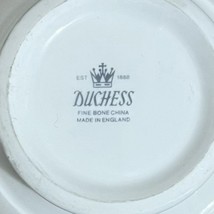 EST 1888
DUCHESS
FINE BONE CHINA
MADE IN ENGLAND